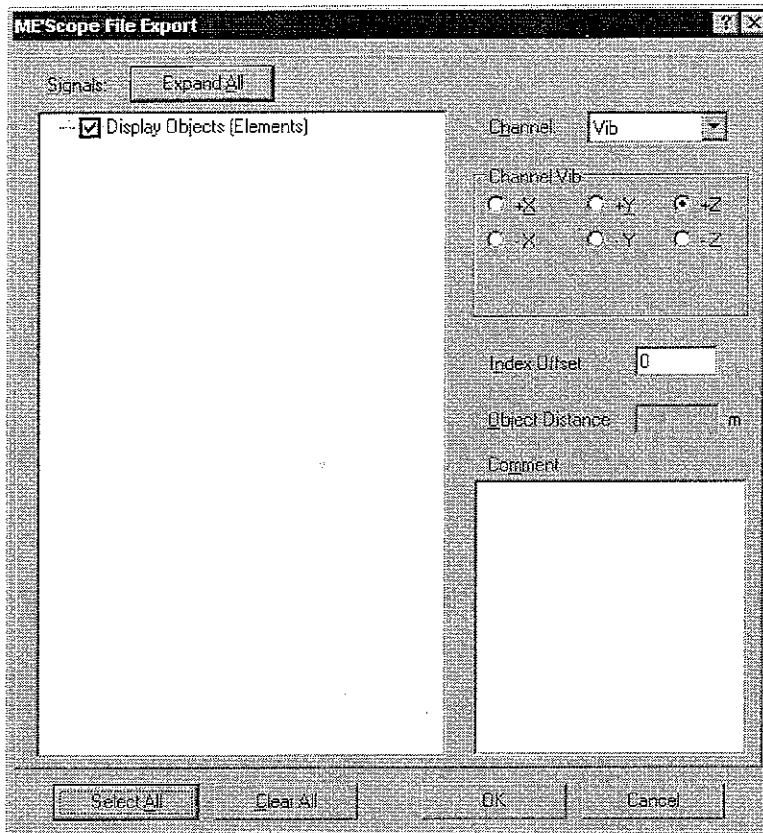 ME'Scope File Export
Signals: Expand All
Display Objects (Elements)
Channel: Vib
Channel Vib
+X +Y +Z
-X -Y -Z
Index Offset 0
Object Distance m
Comment
Select All Clear All OK Cancel